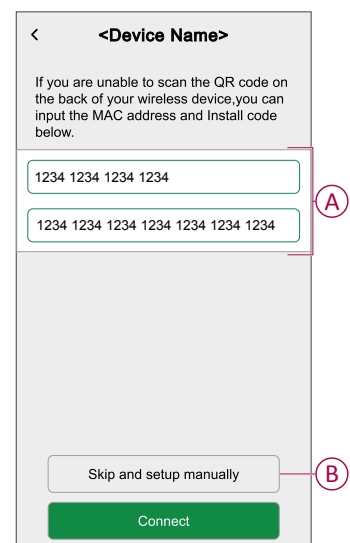 <
<Device Name>
If you are unable to scan the QR code on
the back of your wireless device,you can
input the MAC address and Install code
below.
1234 1234 1234 1234
A
1234 1234 1234 1234 1234 1234 1234
Skip and setup manually
B
Connect